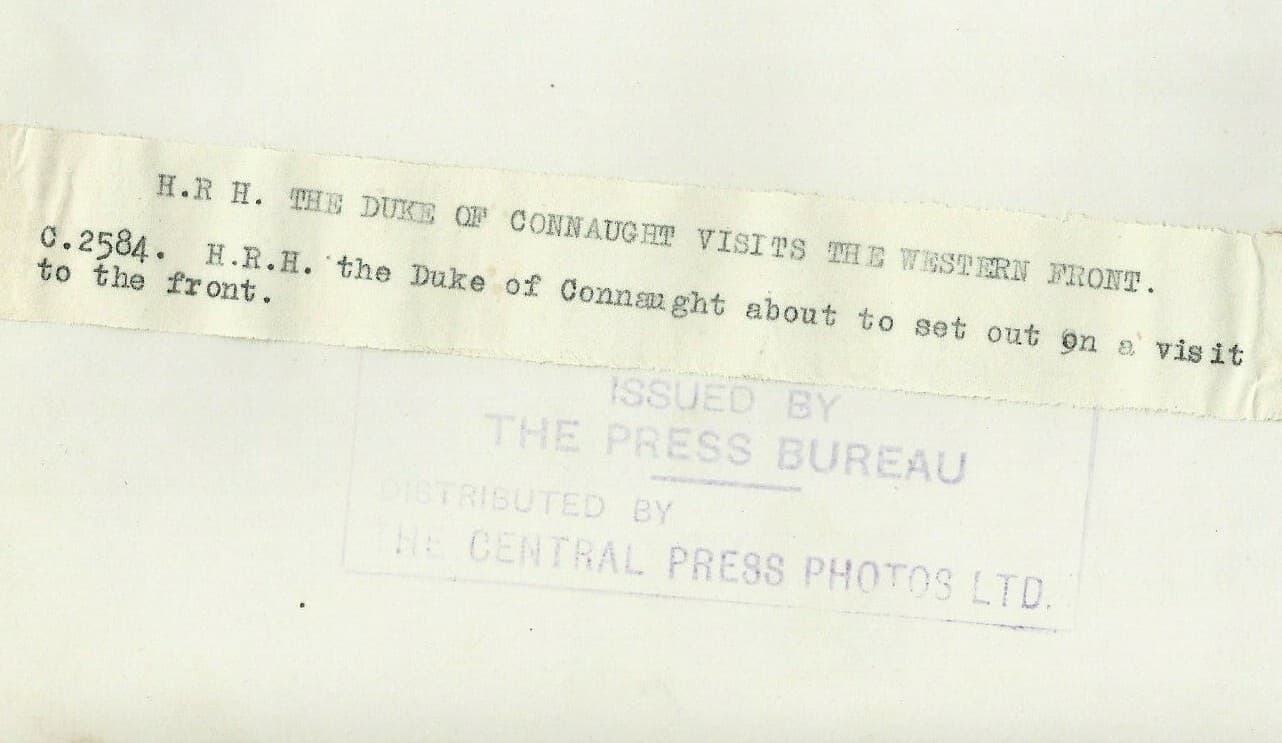 H.R H. THE DUKE OF CONNAUGHT VISITS THE WESTERN FRONT.
C.2584. H.R.H. the Duke of Connaught about to set out on a visit
to the front.
ISSUED BY
THE PRESS BUREAU
DISTRIBUTED BY
THE CENTRAL PRESS PHOTOS LTD.